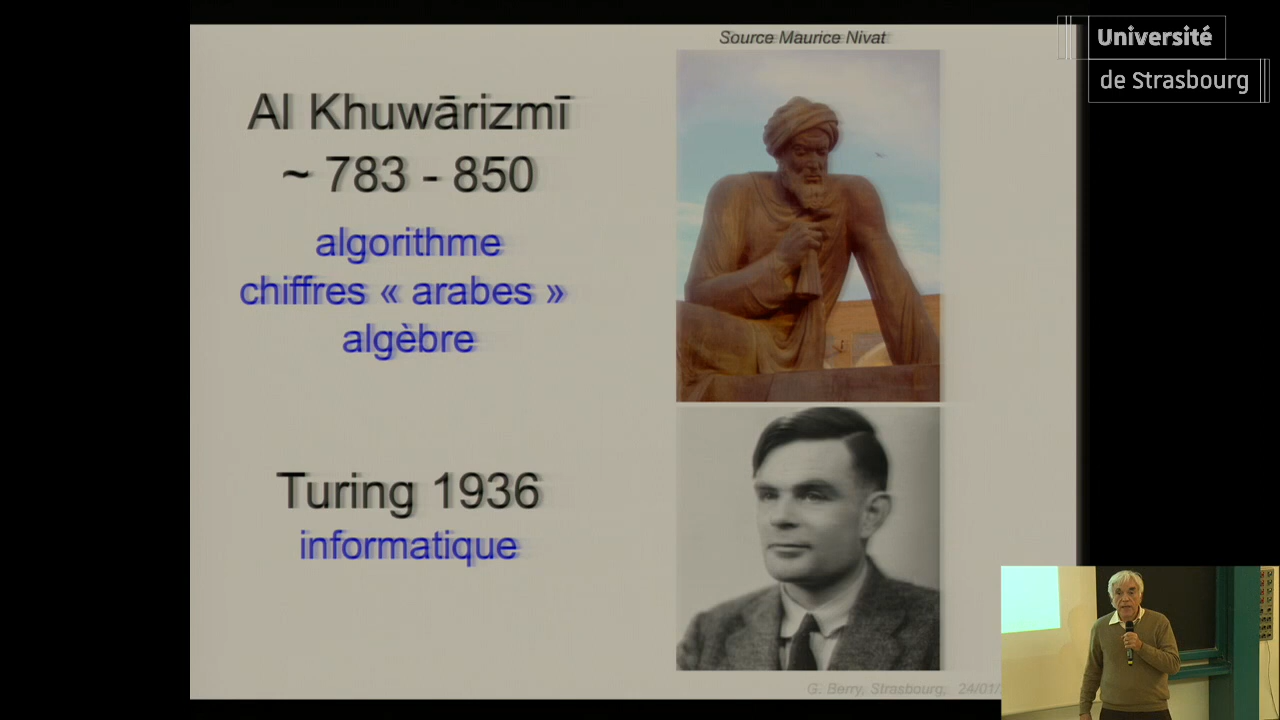 Source Maurice Nivat
Université
de Strasbourg
Al Khuwārizmī
~ 783 - 850
algorithme
chiffres « arabes »
algèbre
Turing 1936
informatique
G. Berry, Strasbourg, 24/01/